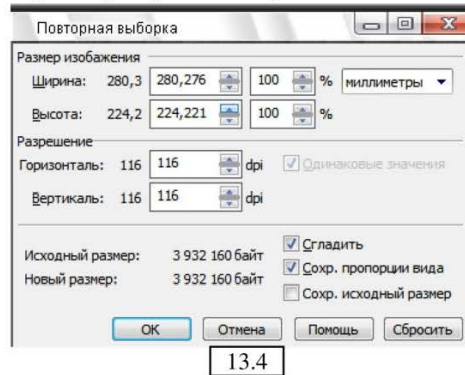 Повторная выборка
Размер изобажения
Ширина: 280,3 280,276 100 % миллиметры
Высота: 224,2 224,221 100 %
Разрешение
Горизонталь: 116 116 dpi Одинаковые значения
Вертикаль: 116 116 dpi
Исходный размер: 3 932 160 байт Сгладить
Новый размер: 3 932 160 байт Сохр. пропорции вида
Сохр. исходный размер
OK Отмена Помощь Сбросить
13.4